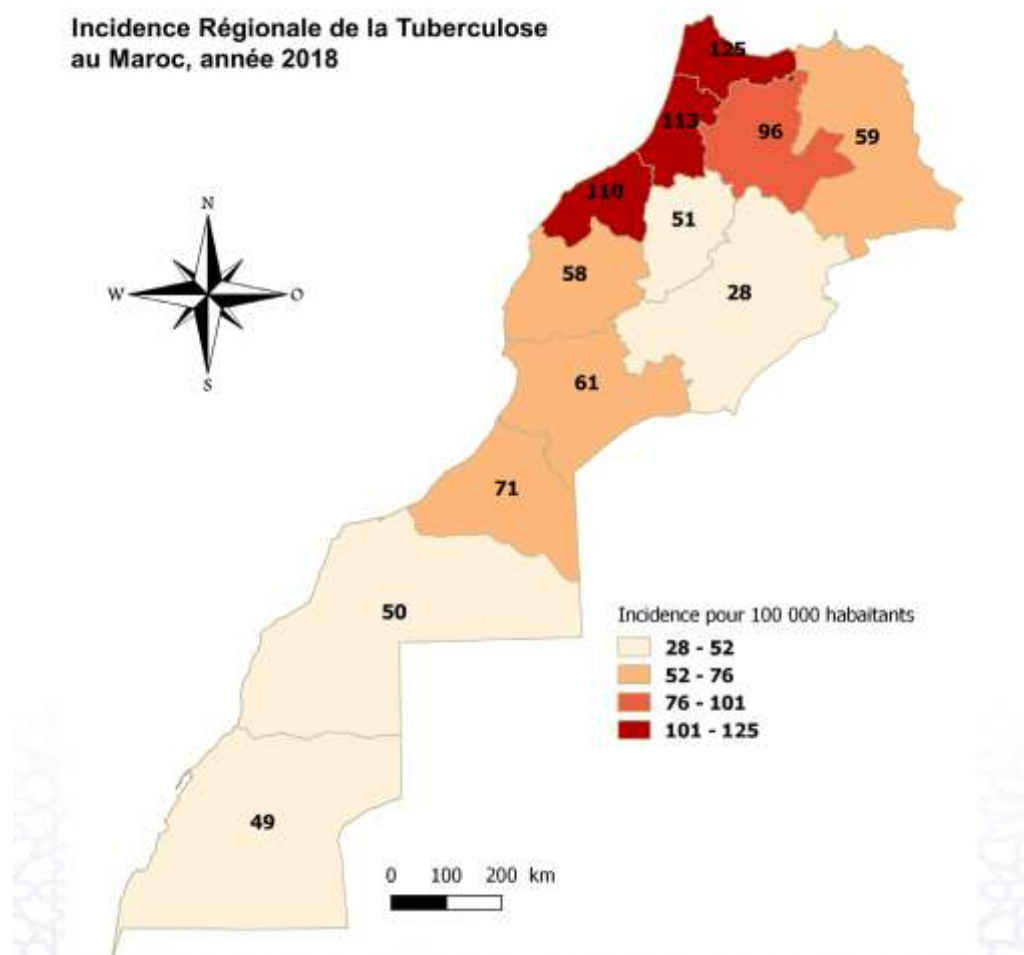 Incidence Régionale de la Tuberculose
au Maroc, année 2018
125
113
96
59
110
51
58
28
61
71
50
49
N
W
O
S
Incidence pour 100 000 habaitants
28 - 52
52 - 76
76 - 101
101 - 125
0 100 200 km